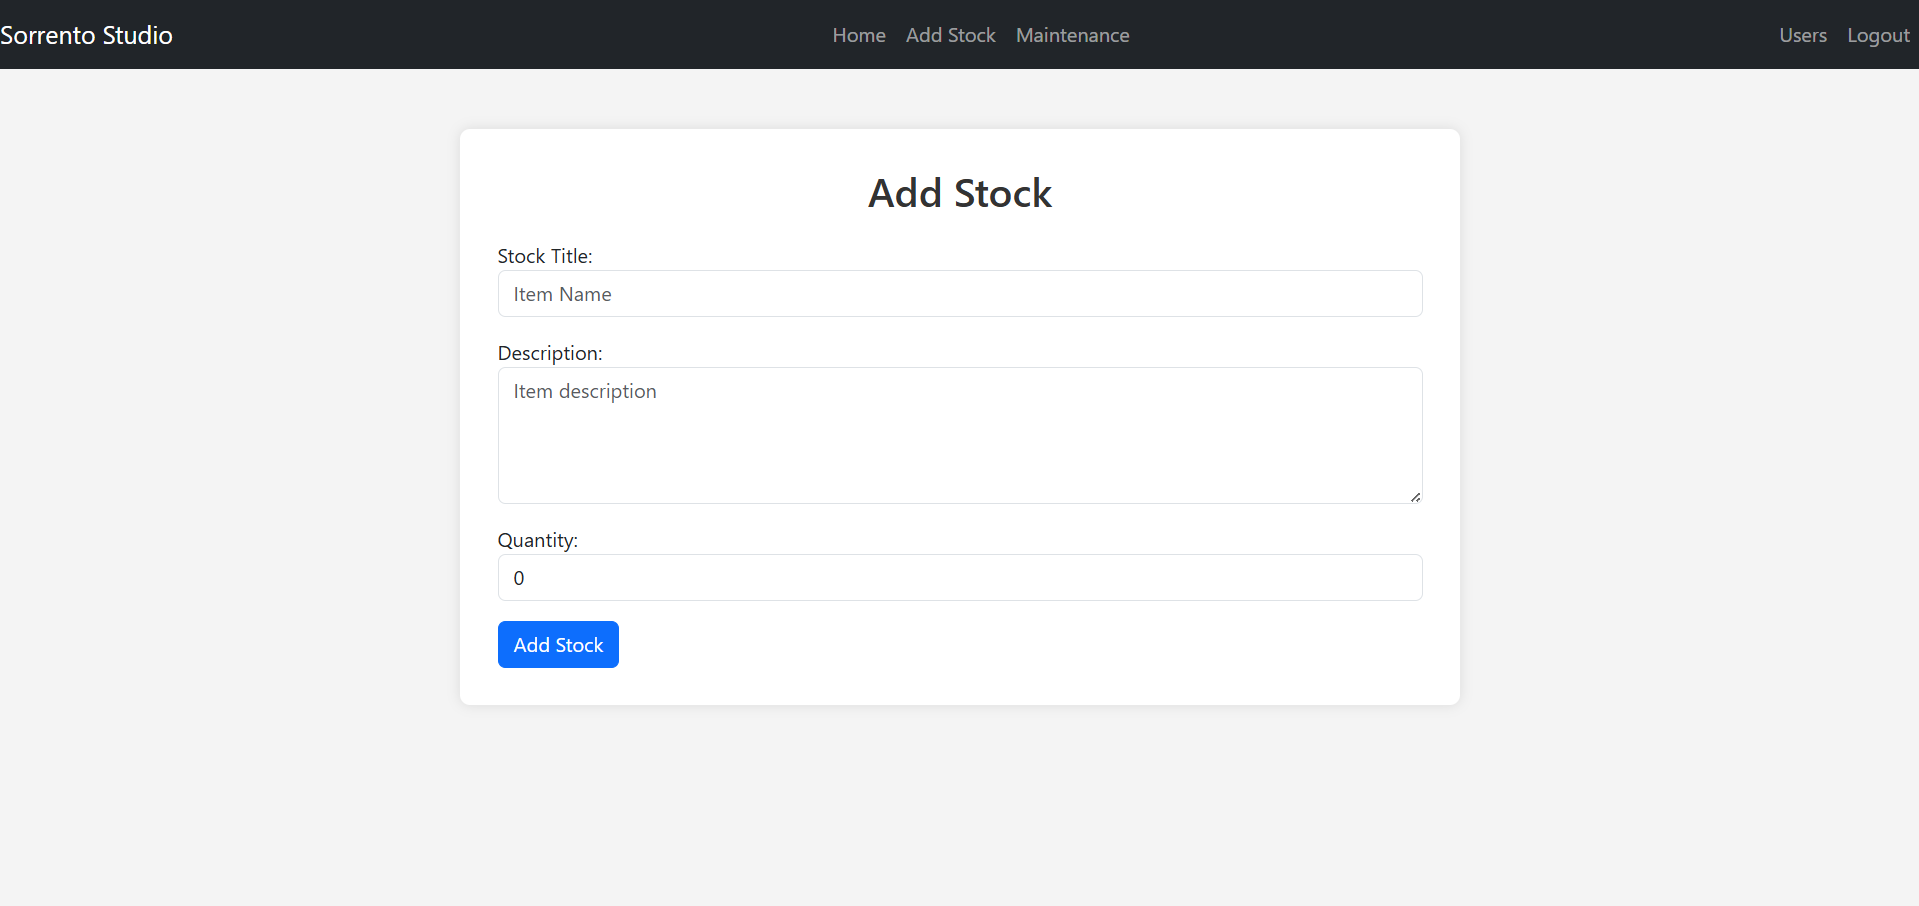 Sorrento Studio Home Add Stock Maintenance Users Logout
Add Stock
Stock Title:
Item Name
Description:
Item description
Quantity:
0
Add Stock